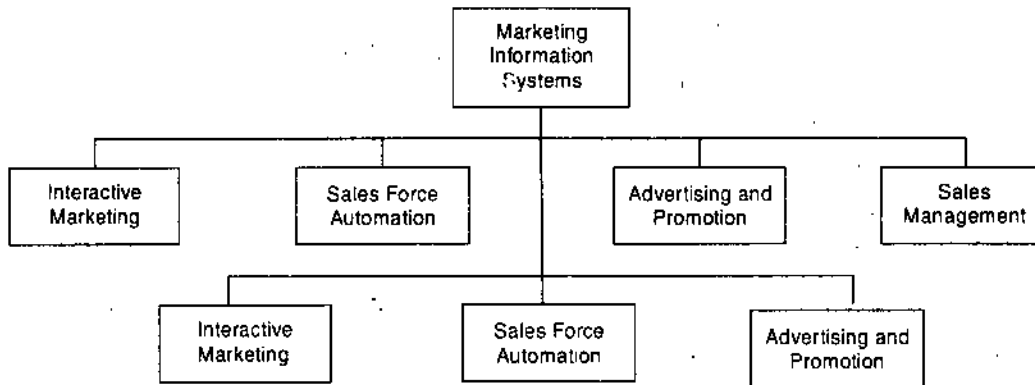 Marketing
Information
Systems
Interactive
Marketing
Sales Force
Automation
Advertising and
Promotion
Sales
Management
Interactive
Marketing
Sales Force
Automation
Advertising and
Promotion